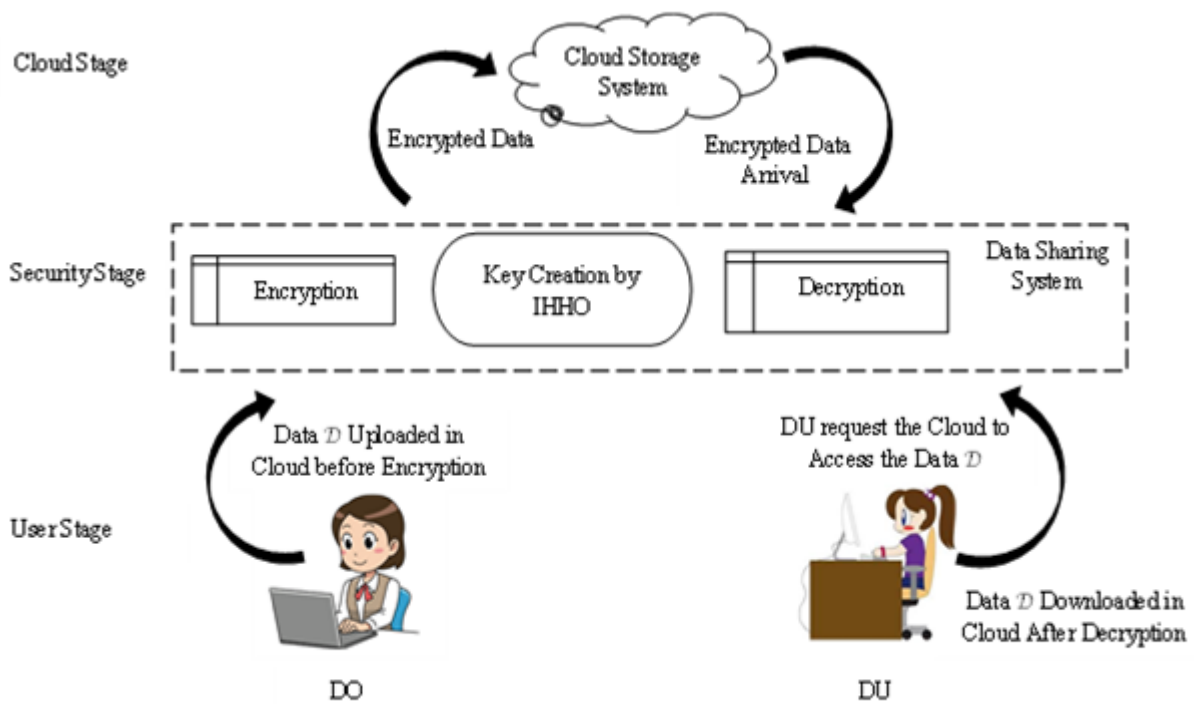 Cloud Stage
Cloud Storage
System
Encrypted Data
Encrypted Data
Arrival
Security Stage
Encryption
Key Creation by
IHHO
Decryption
Data Sharing
System
Data 𝒟 Uploaded in
Cloud before Encryption
DU request the Cloud to
Access the Data 𝒟
User Stage
Data 𝒟 Downloaded in
Cloud After Decryption
DO
DU